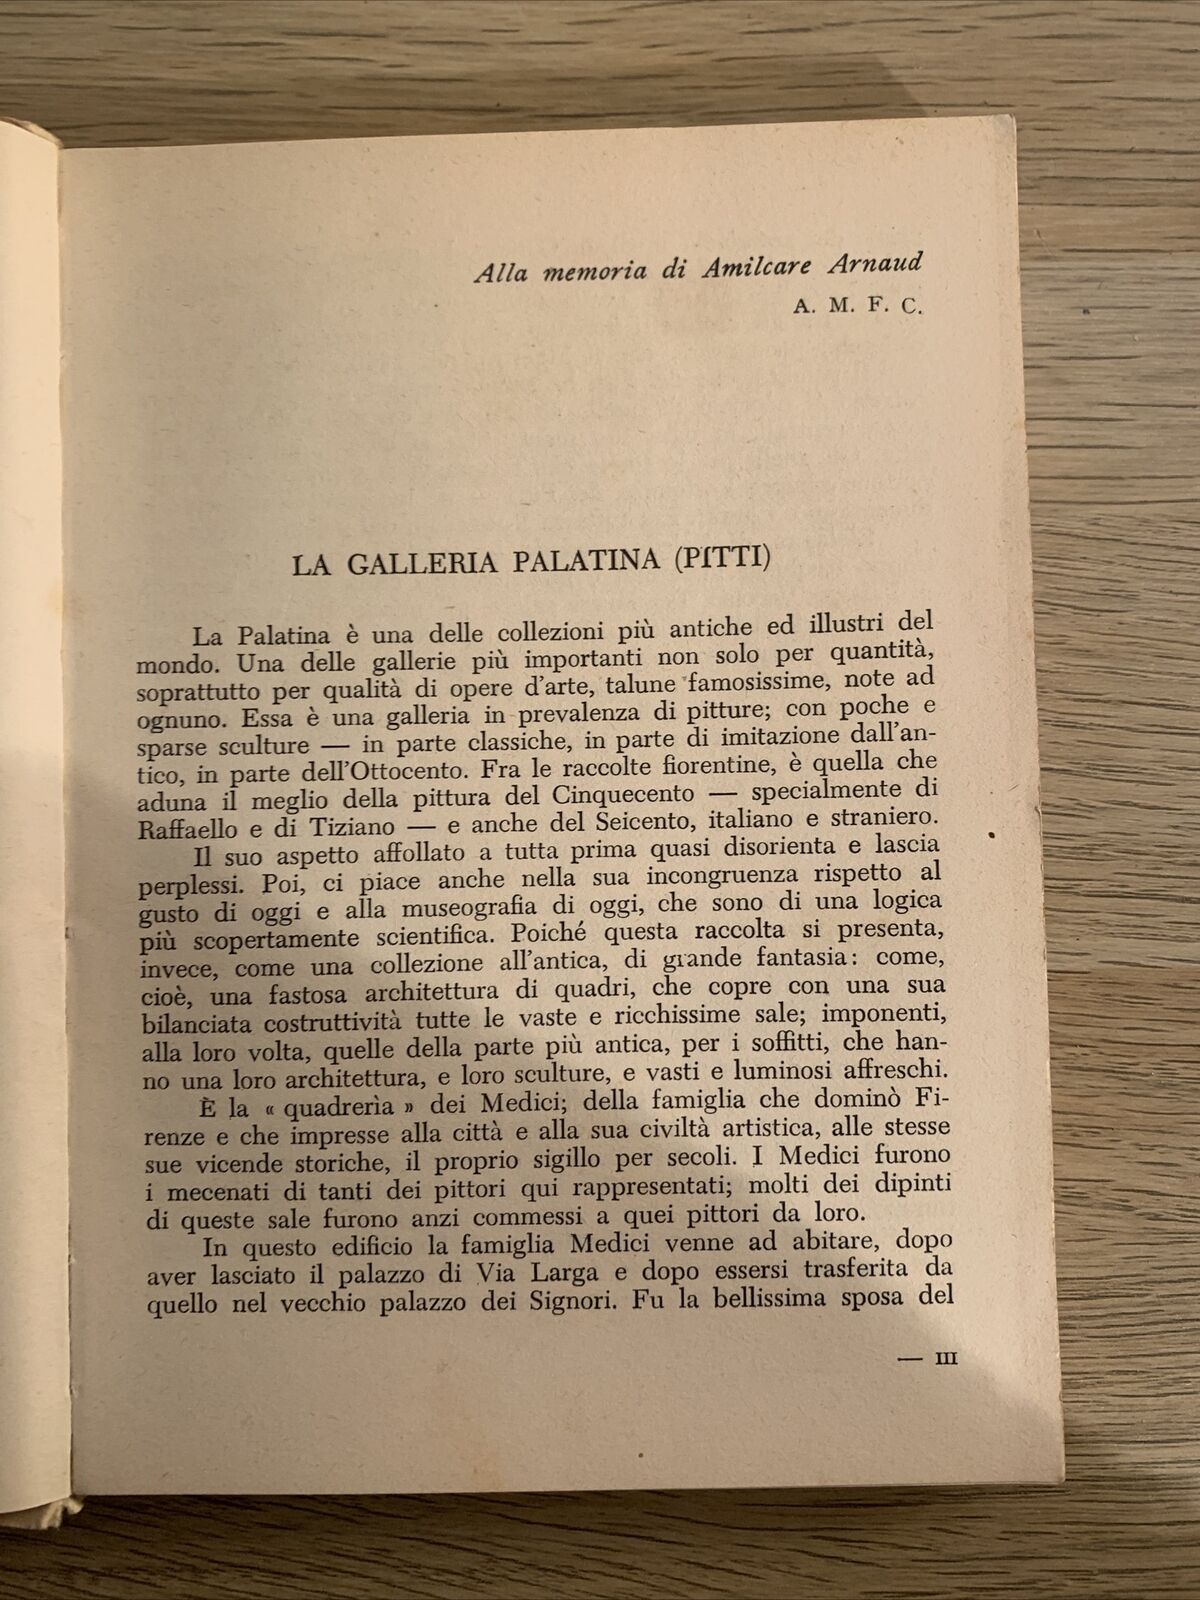 Alla memoria di Amilcare Arnaud
A. M. F. C.
LA GALLERIA PALATINA (PITTI)
La Palatina è una delle collezioni più antiche ed illustri del
mondo. Una delle gallerie più importanti non solo per quantità,
soprattutto per qualità di opere d'arte, talune famosissime, note ad
ognuno. Essa è una galleria in prevalenza di pitture; con poche e
sparse sculture — in parte classiche, in parte di imitazione dall'an-
tico, in parte dell'Ottocento. Fra le raccolte fiorentine, è quella che
aduna il meglio della pittura del Cinquecento — specialmente di
Raffaello e di Tiziano — e anche del Seicento, italiano e straniero.
Il suo aspetto affollato a tutta prima quasi disorienta e lascia
perplessi. Poi, ci piace anche nella sua incongruenza rispetto al
gusto di oggi e alla museografia di oggi, che sono di una logica
più scopertamente scientifica. Poiché questa raccolta si presenta,
invece, come una collezione all'antica, di grande fantasia: come,
cioè, una fastosa architettura di quadri, che copre con una sua
bilanciata costruttività tutte le vaste e ricchissime sale; imponenti,
alla loro volta, quelle della parte più antica, per i soffitti, che han-
no una loro architettura, e loro sculture, e vasti e luminosi affreschi.
È la « quadrerìa » dei Medici; della famiglia che dominò Fi-
renze e che impresse alla città e alla sua civiltà artistica, alle stesse
sue vicende storiche, il proprio sigillo per secoli. I Medici furono
i mecenati di tanti dei pittori qui rappresentati; molti dei dipinti
di queste sale furono anzi commessi a quei pittori da loro.
In questo edificio la famiglia Medici venne ad abitare, dopo
aver lasciato il palazzo di Via Larga e dopo essersi trasferita da
quello nel vecchio palazzo dei Signori. Fu la bellissima sposa del
— III